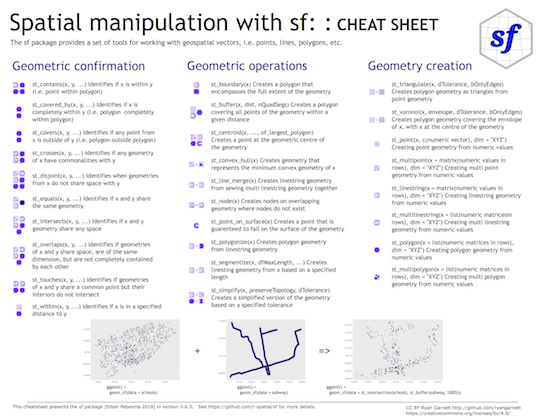 Spatial manipulation with sf: : CHEAT SHEET
The sf package provides a set of tools for working with geospatial vectors, i.e. points, lines, polygons, etc.
sf
Geometric confirmation
st_contains(x, y, ...) Identifies if x is within y
(i.e. point within polygon)
st_covered_by(x, y, ...) Identifies if x is
completely within y (i.e. polygon completely
within polygon)
st_covers(x, y, ...) Identifies if any point from
x is outside of y (i.e. polygon outside polygon)
st_crosses(x, y, ...) Identifies if any geometry
of x have commonalities with y
st_disjoint(x, y, ...) Identifies when geometries
from x do not share space with y
st_equals(x, y, ...) Identifies if x and y share
the same geometry
st_intersects(x, y, ...) Identifies if x and y
geometry share any space
st_overlaps(x, y, ...) Identifies if geometries
of x and y share space, are of the same
dimension, but are not completely contained
by each other
st_touches(x, y, ...) Identifies if geometries
of x and y share a common point but their
interiors do not intersect
st_within(x, y, ...) Identifies if x is in a specified
distance to y
Geometric operations
st_boundary(x) Creates a polygon that
encompasses the full extent of the geometry
st_buffer(x, dist, nQuadSegs) Creates a polygon
covering all points of the geometry within a
given distance
st_centroid(x, ..., of_largest_polygon)
Creates a point at the geometric centre of
the geometry
st_convex_hull(x) Creates geometry that
represents the minimum convex geometry of x
st_line_merge(x) Creates linestring geometry
from sewing multi linestring geometry together
st_node(x) Creates nodes on overlapping
geometry where nodes do not exist
st_point_on_surface(x) Creates a point that is
guarenteed to fall on the surface of the geometry
st_polygonize(x) Creates polygon geometry
from linestring geometry
st_segmentize(x, dfMaxLength, ...) Creates
linestring geometry from x based on a specified
length
st_simplify(x, preserveTopology, dTolerance)
Creates a simplified version of the geometry
based on a specified tolerance
Geometry creation
st_triangulate(x, dTolerance, bOnlyEdges)
Creates polygon geometry as triangles from
point geometry
st_voronoi(x, envelope, dTolerance, bOnlyEdges)
Creates polygon geometry covering the envelope
of x, with x at the centre of the geometry
st_point(x, c(numeric vector), dim = "XYZ")
Creating point geometry from numeric values
st_multipoint(x = matrix(numeric values in
rows), dim = "XYZ") Creating multi point
geometry from numeric values
st_linestring(x = matrix(numeric values in
rows), dim = "XYZ") Creating linestring geometry
from numeric values
st_multilinestring(x = list(numeric matricesin
rows), dim = "XYZ") Creating multi linestring
geometry from numeric values
st_polygon(x = list(numeric matrices in rows),
dim = "XYZ") Creating polygon geometry from
numeric values
st_multipolygon(x = list(numeric matrices in
rows), dim = "XYZ") Creating multi polygon
geometry from numeric values
+
=>
ggplot() +
geom_sf(data = schools)
ggplot() +
geom_sf(data = subway)
ggplot() +
geom_sf(data = st_intersection(schools, st_buffer(subway, 1000)))
This cheatsheet presents the sf package [Edzer Pebesma 2018] in version 0.6.3. See https://github.com/r-spatial/sf for more details.
CC BY Ryan Garnett http://github.com/ryangarnett
https://creativecommons.org/licenses/by/4.0/